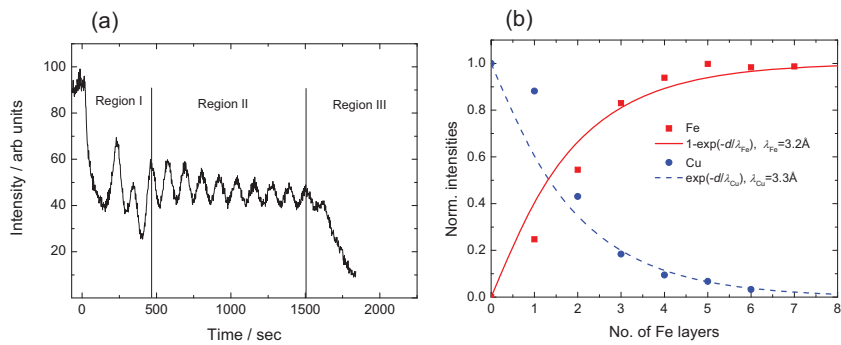 (a)
Intensity / arb units
100
80
60
40
20
Region I
Region II
Region III
0
500
1000
1500
2000
Time / sec
(b)
Norm. intensities
1.0
0.8
0.6
0.4
0.2
0.0
Fe
1-exp(-d/λFe), λFe=3.2Å
Cu
exp(-d/λCu), λCu=3.3Å
0 1 2 3 4 5 6 7 8
No. of Fe layers